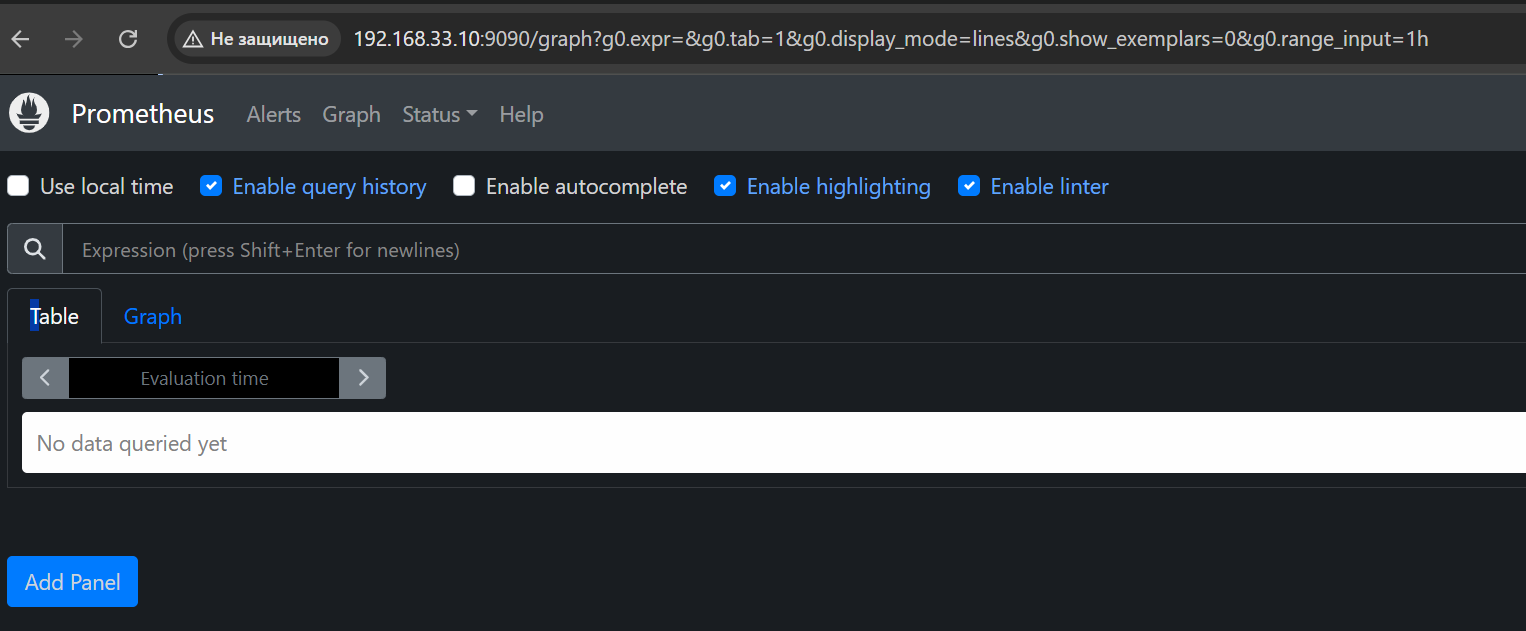 Не защищено 192.168.33.10:9090/graph?g0.expr=&g0.tab=1&g0.display_mode=lines&g0.show_exemplars=0&g0.range_input=1h
Prometheus Alerts Graph Status Help
Use local time Enable query history Enable autocomplete Enable highlighting Enable linter
Expression (press Shift+Enter for newlines)
Table Graph
Evaluation time
No data queried yet
Add Panel